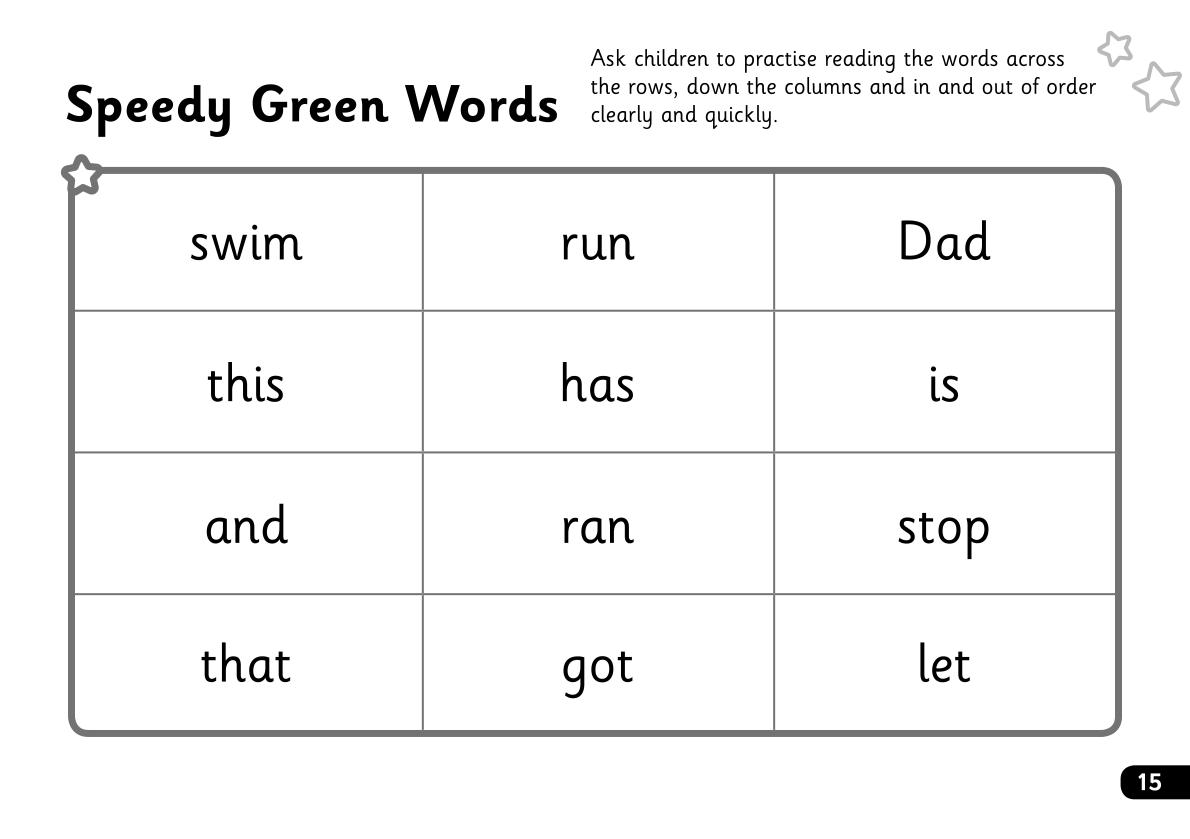 Speedy Green Words
Ask children to practise reading the words across
the rows, down the columns and in and out of order
clearly and quickly.
swim run Dad
this has is
and ran stop
that got let
15